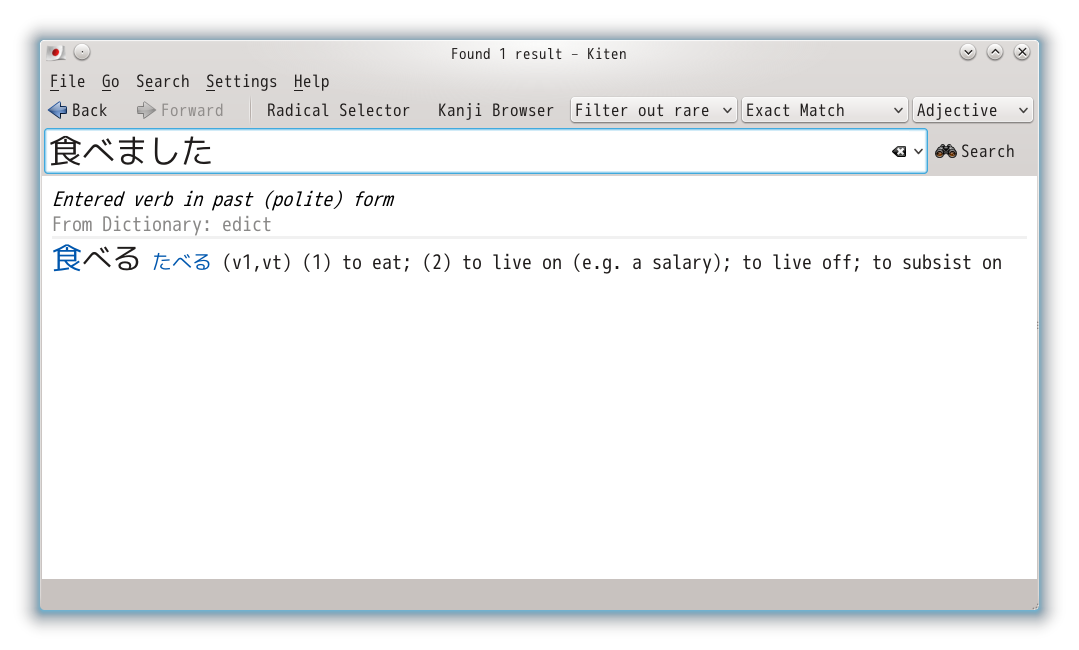 Found 1 result – Kiten
File Go Search Settings Help
Back Forward Radical Selector Kanji Browser Filter out rare Exact Match Adjective
食べました Search
Entered verb in past (polite) form
From Dictionary: edict
食べる たべる (v1,vt) (1) to eat; (2) to live on (e.g. a salary); to live off; to subsist on